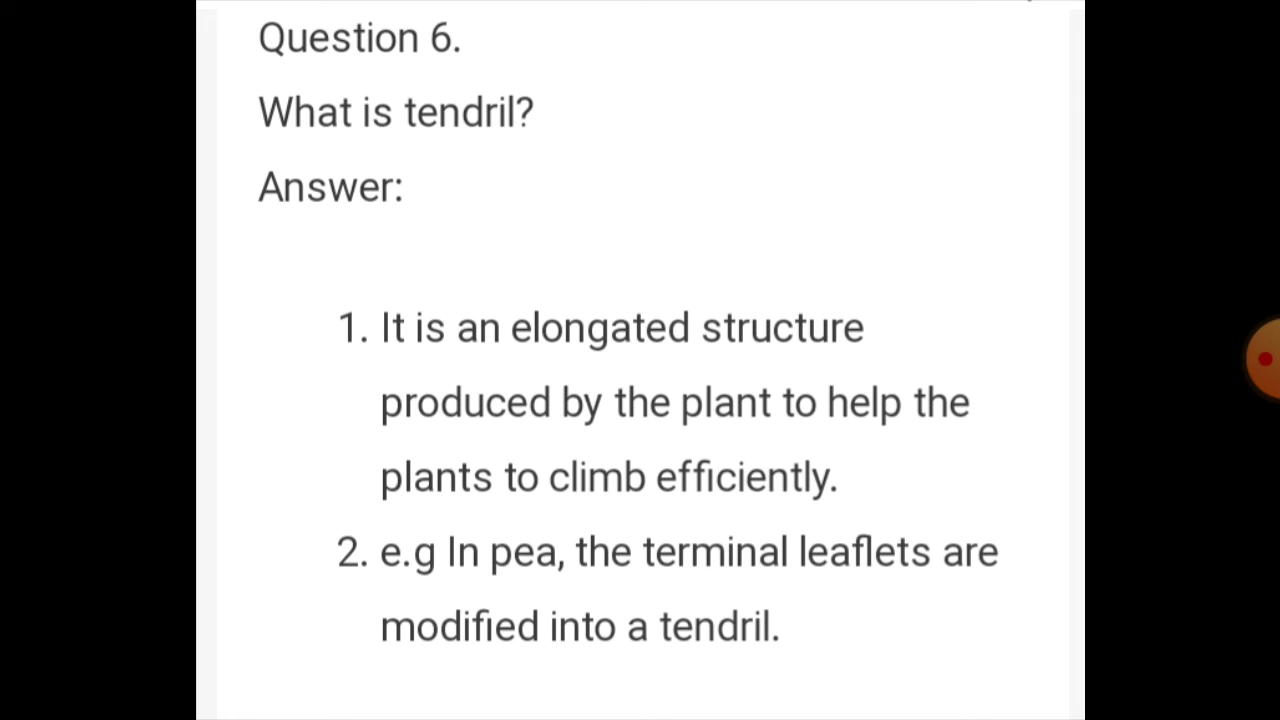 Question 6.
What is tendril?
Answer:
1. It is an elongated structure
produced by the plant to help the
plants to climb efficiently.
2. e.g In pea, the terminal leaflets are
modified into a tendril.